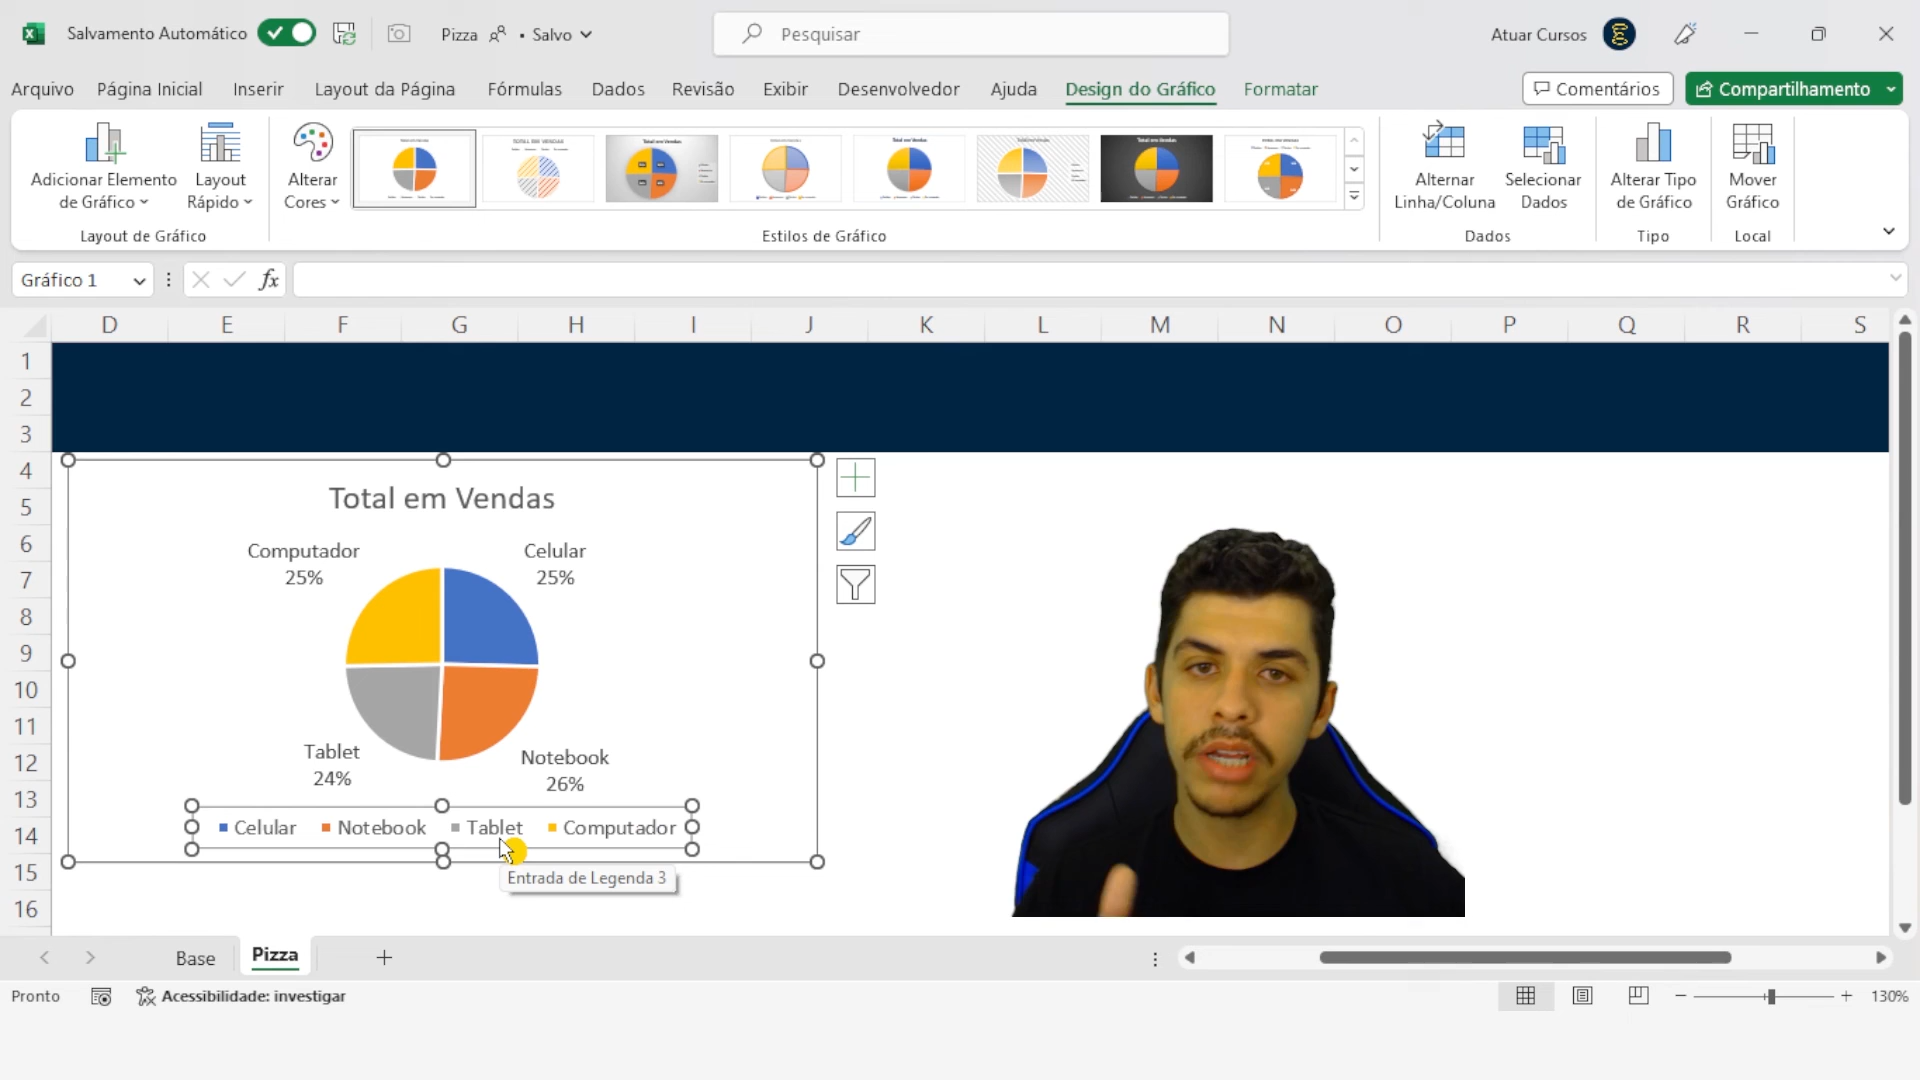 Salvamento Automático
Pizza • Salvo
Pesquisar
Atuar Cursos
Arquivo Página Inicial Inserir Layout da Página Fórmulas Dados Revisão Exibir Desenvolvedor Ajuda Design do Gráfico Formatar
Comentários
Compartilhamento
Adicionar Elemento
de Gráfico
Layout
Rápido
Layout de Gráfico
Alterar
Cores
Estilos de Gráfico
Alternar
Linha/Coluna
Selecionar
Dados
Dados
Alterar Tipo
de Gráfico
Tipo
Mover
Gráfico
Local
Gráfico 1
fx
D E F G H I J K L M N O P Q R S
1
2
3
4
5
6
7
8
9
10
11
12
13
14
15
16
Total em Vendas
Computador
25%
Celular
25%
Tablet
24%
Notebook
26%
Celular Notebook Tablet Computador
Entrada de Legenda 3
Base Pizza
Pronto
Acessibilidade: investigar
130%